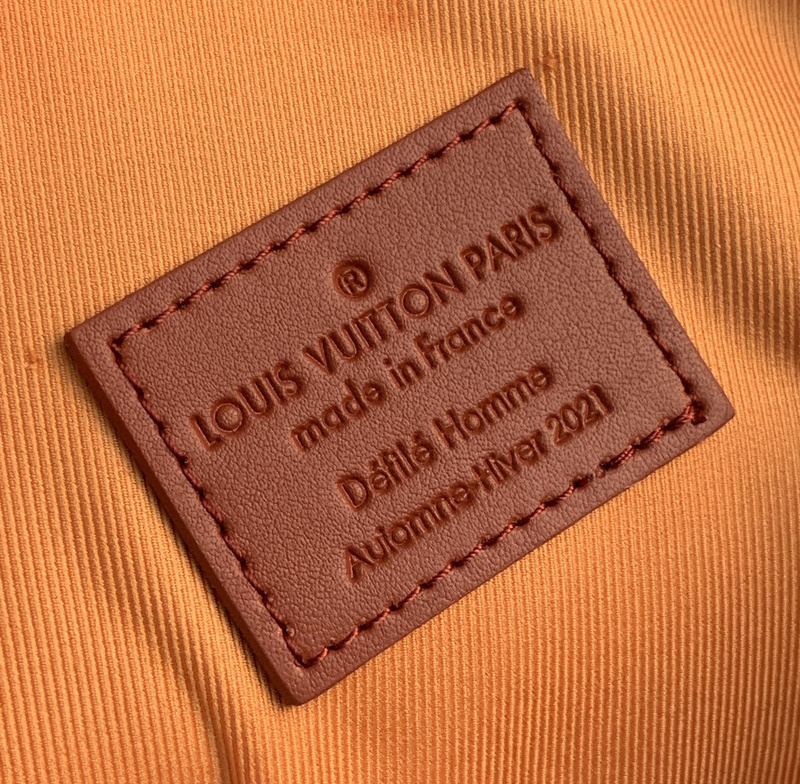 ®
LOUIS VUITTON PARIS
made in France
Défilé Homme
Automne-Hiver 2021